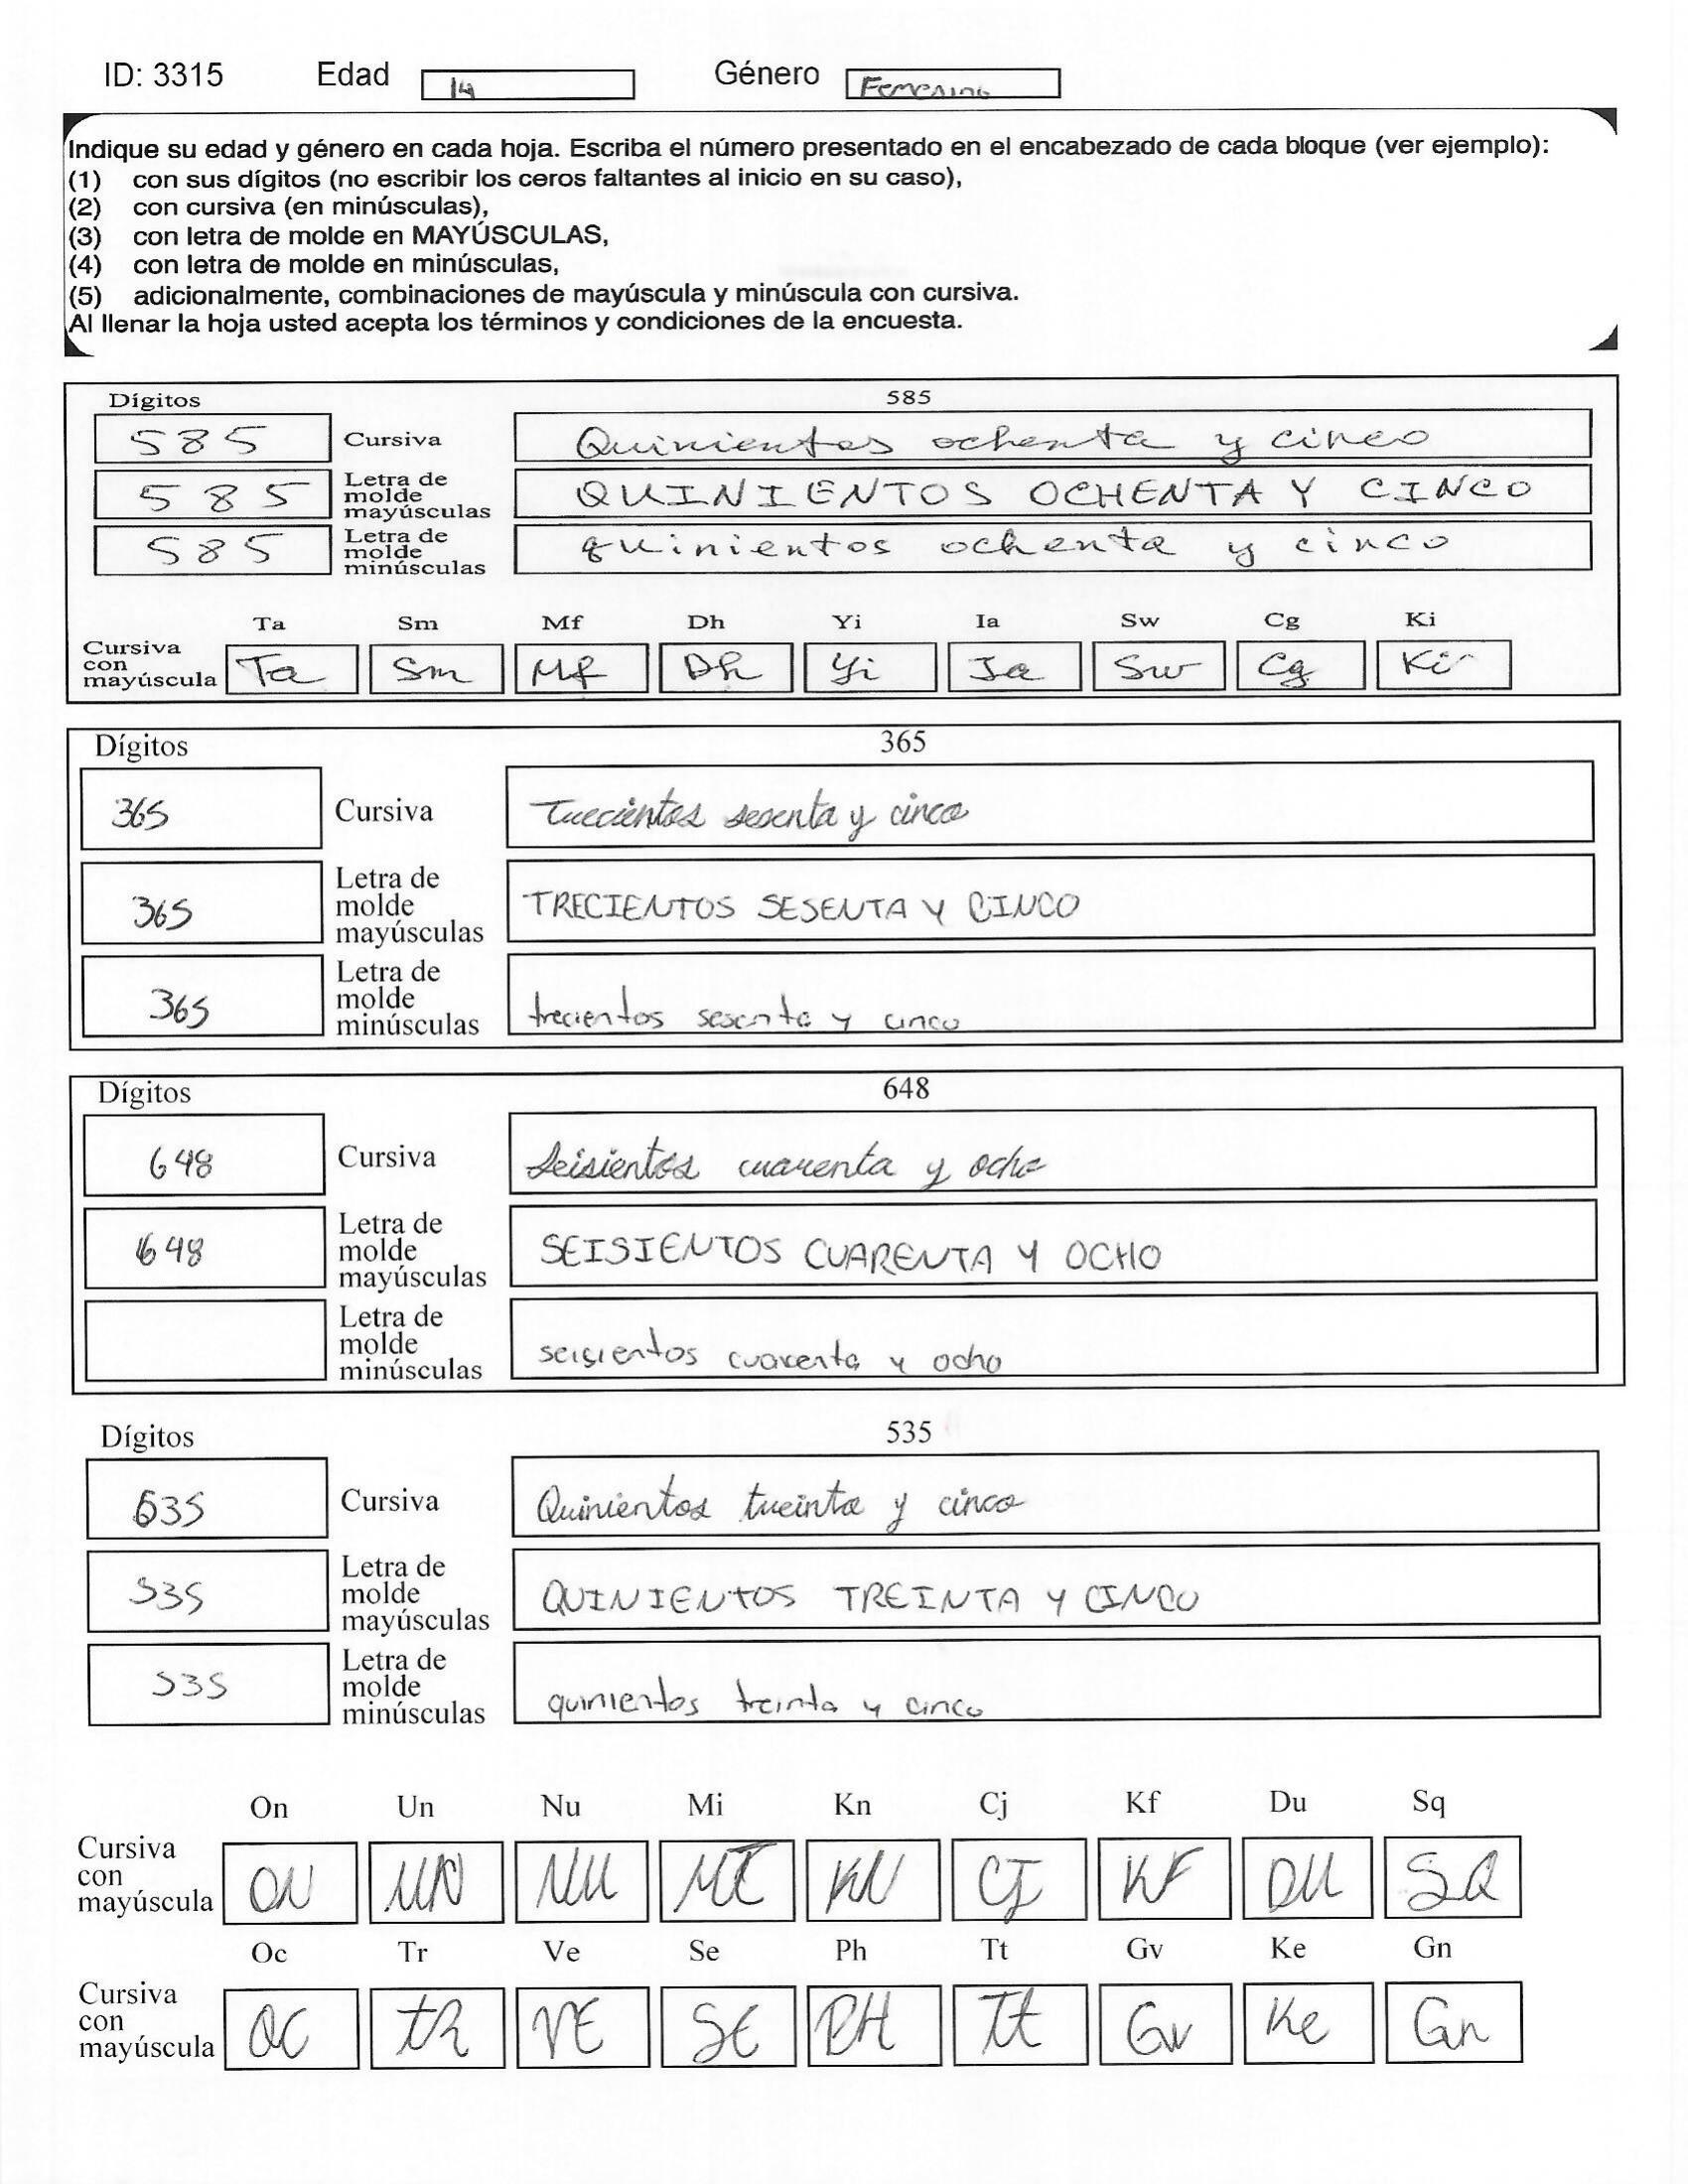 ID: 3315 Edad 14 Género Femenino
Indique su edad y género en cada hoja. Escriba el número presentado en el encabezado de cada bloque (ver ejemplo):
(1) con sus dígitos (no escribir los ceros faltantes al inicio en su caso),
(2) con cursiva (en minúsculas),
(3) con letra de molde en MAYÚSCULAS,
(4) con letra de molde en minúsculas,
(5) adicionalmente, combinaciones de mayúscula y minúscula con cursiva.
Al llenar la hoja usted acepta los términos y condiciones de la encuesta.
Dígitos 585
585 Cursiva Quinientos ochenta y cinco
585 Letra de molde mayúsculas QUINIENTOS OCHENTA Y CINCO
585 Letra de molde minúsculas quinientos ochenta y cinco
Ta Sm Mf Dh Yi Ia Sw Cg Ki
Cursiva con mayúscula Ta Sm Mf Dh Yi Ia Sw Cg Ki
Dígitos 365
365 Cursiva Trecientos sesenta y cinco
365 Letra de molde mayúsculas TRECIENTOS SESENTA Y CINCO
365 Letra de molde minúsculas trecientos sesenta y cinco
Dígitos 648
648 Cursiva Seisientos cuarenta y ocho
648 Letra de molde mayúsculas SEISIENTOS CUARENTA Y OCHO
Letra de molde minúsculas seisientos cuarenta y ocho
Dígitos 535
535 Cursiva Quinientos treinta y cinco
535 Letra de molde mayúsculas QUINIENTOS TREINTA Y CINCO
535 Letra de molde minúsculas quinientos treinta y cinco
On Un Nu Mi Kn Cj Kf Du Sq
Cursiva con mayúscula ON UN NU MI KN CJ KF DU SQ
Oc Tr Ve Se Ph Tt Gv Ke Gn
Cursiva con mayúscula OC tR VE SE PH Tt Gv Ke Gn